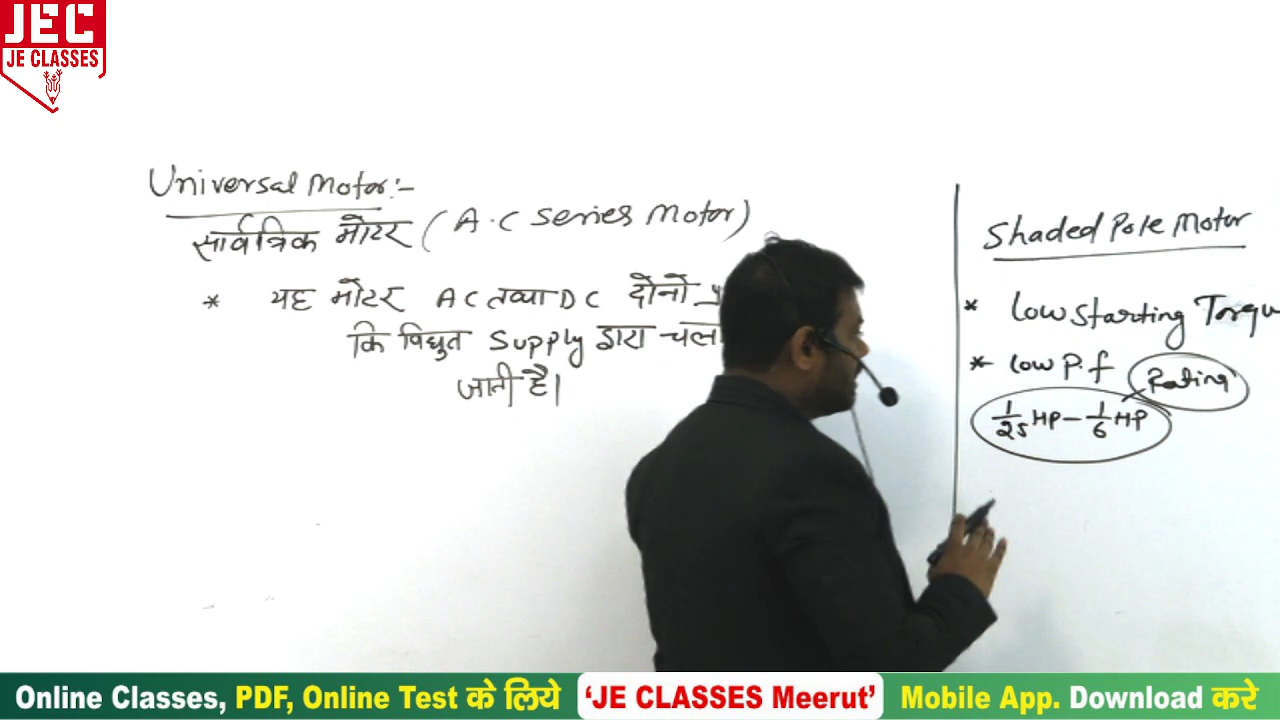 JEC
JE CLASSES
Universal Motor:-
सार्वत्रिक मोटर (A.C Series Motor)
* यह मोटर AC तथा DC दोनो
कि विधुत Supply द्वारा चला
जाती है।
Shaded Pole Motor
* Low Starting Torqu
* Low P.f Rating
1/25 HP - 1/6 HP
Online Classes, PDF, Online Test के लिये 'JE CLASSES Meerut' Mobile App. Download करे